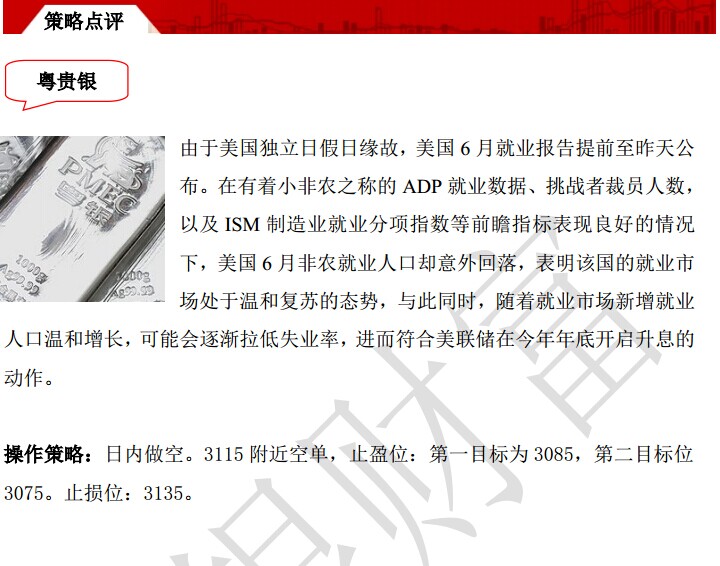 策略点评
粤贵银
PMEC
粤银
1000g
Ag99.99
1000g
Ag99.99
由于美国独立日假日缘故，美国 6 月就业报告提前至昨天公
布。在有着小非农之称的 ADP 就业数据、挑战者裁员人数，
以及 ISM 制造业就业分项指数等前瞻指标表现良好的情况
下，美国 6 月非农就业人口却意外回落，表明该国的就业市
场处于温和复苏的态势，与此同时，随着就业市场新增就业
人口温和增长，可能会逐渐拉低失业率，进而符合美联储在今年年底开启升息的
动作。
操作策略：日内做空。3115 附近空单，止盈位：第一目标为 3085，第二目标位
3075。止损位：3135。
财富